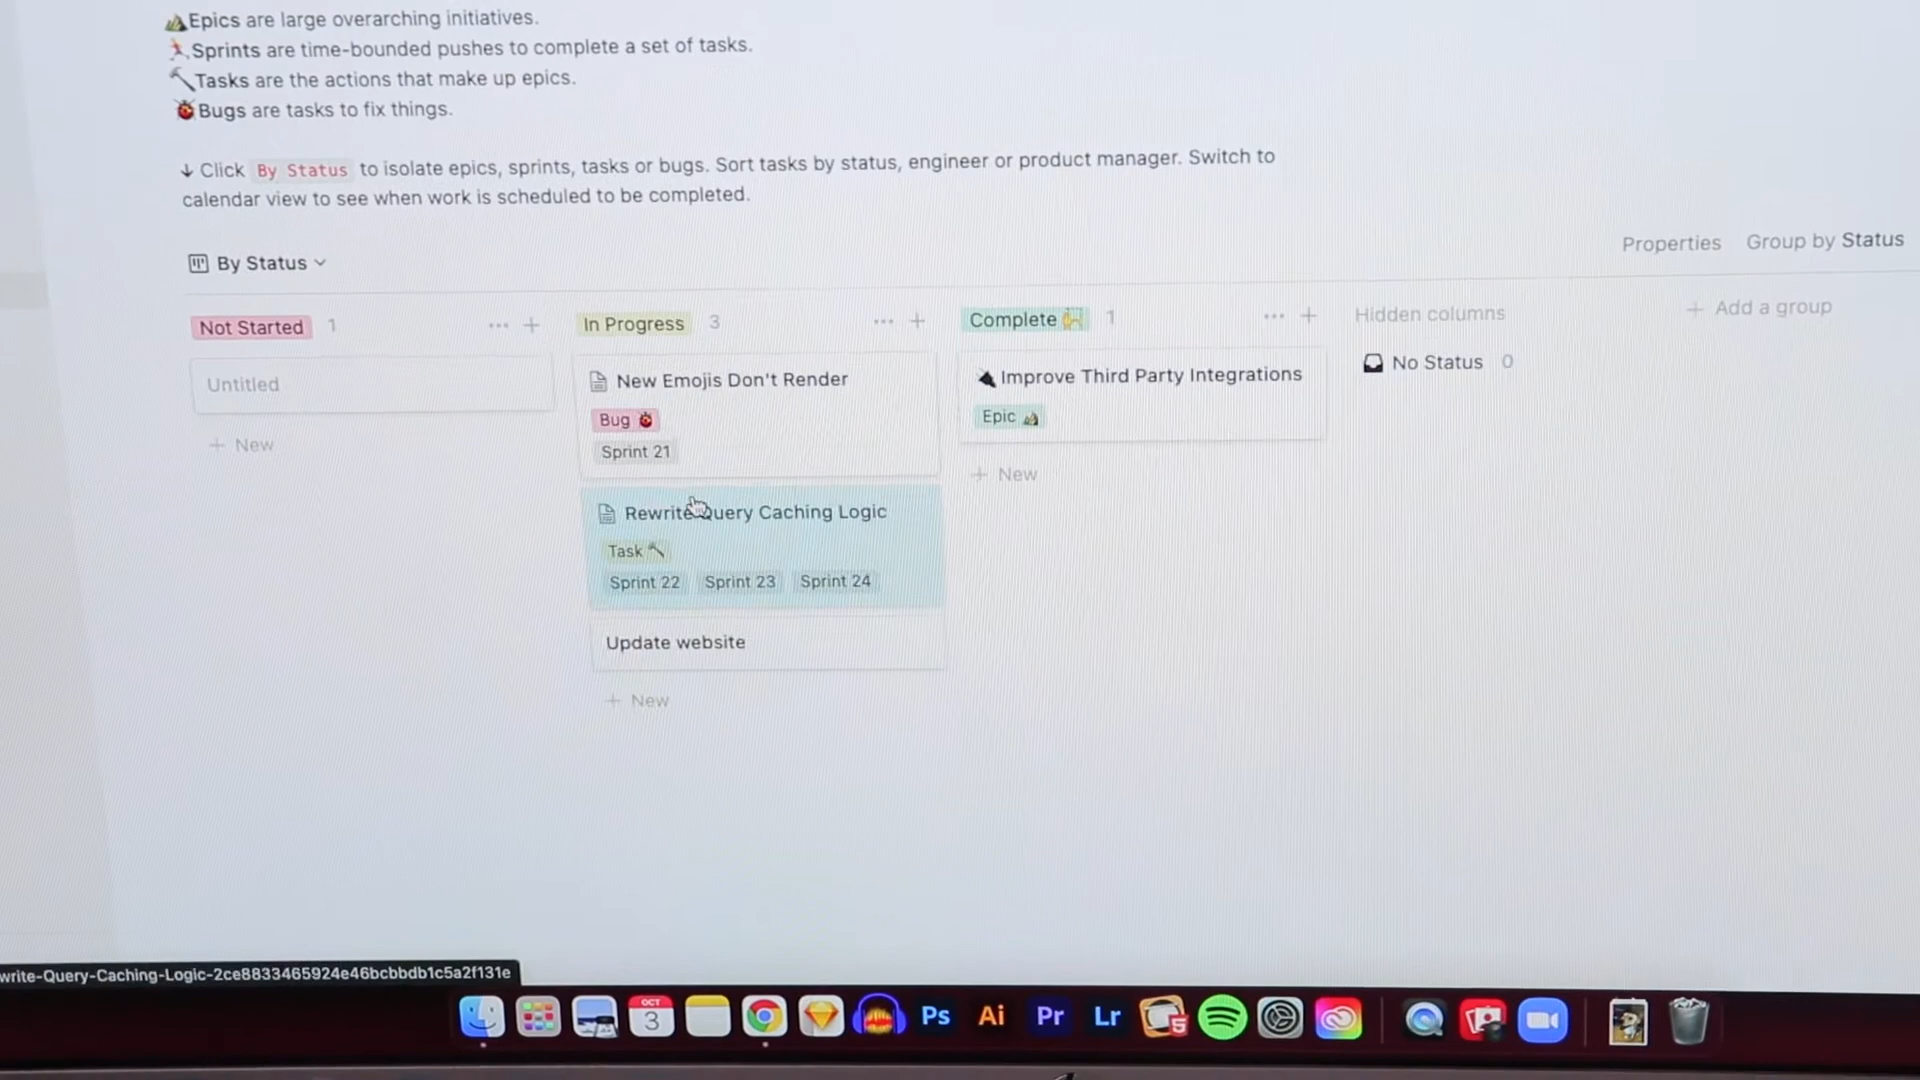 Epics are large overarching initiatives.
Sprints are time-bounded pushes to complete a set of tasks.
Tasks are the actions that make up epics.
Bugs are tasks to fix things.
↓ Click By Status to isolate epics, sprints, tasks or bugs. Sort tasks by status, engineer or product manager. Switch to
calendar view to see when work is scheduled to be completed.
By Status
Properties Group by Status
Not Started 1 ... +
In Progress 3 ... +
Complete 1 ... +
Hidden columns
+ Add a group
Untitled
+ New
New Emojis Don't Render
Bug
Sprint 21
Rewrite Query Caching Logic
Task
Sprint 22 Sprint 23 Sprint 24
Update website
+ New
Improve Third Party Integrations
Epic
+ New
No Status 0
write-Query-Caching-Logic-2ce8833465924e46bcbbdb1c5a2f131e
OCT
3
Ps
Ai
Pr
Lr
5